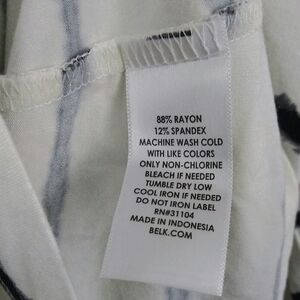 88% RAYON
12% SPANDEX
MACHINE WASH COLD
WITH LIKE COLORS
ONLY NON-CHLORINE
BLEACH IF NEEDED
TUMBLE DRY LOW
COOL IRON IF NEEDED
DO NOT IRON LABEL
RN#31104
MADE IN INDONESIA
BELK.COM